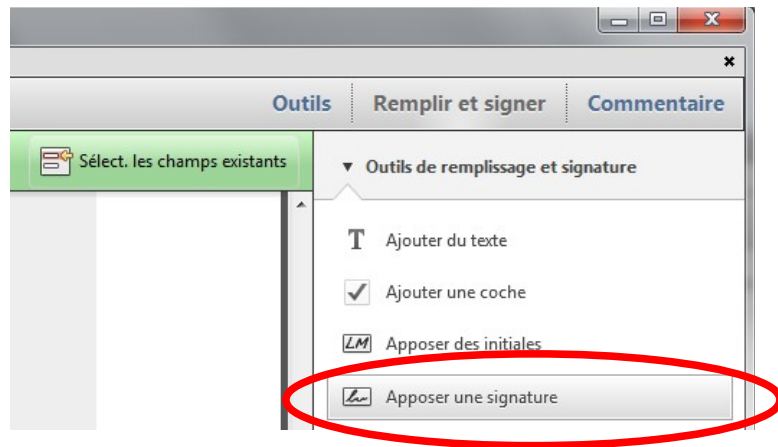 Outils Remplir et signer Commentaire
Sélect. les champs existants
Outils de remplissage et signature
T Ajouter du texte
Ajouter une coche
LM Apposer des initiales
Apposer une signature